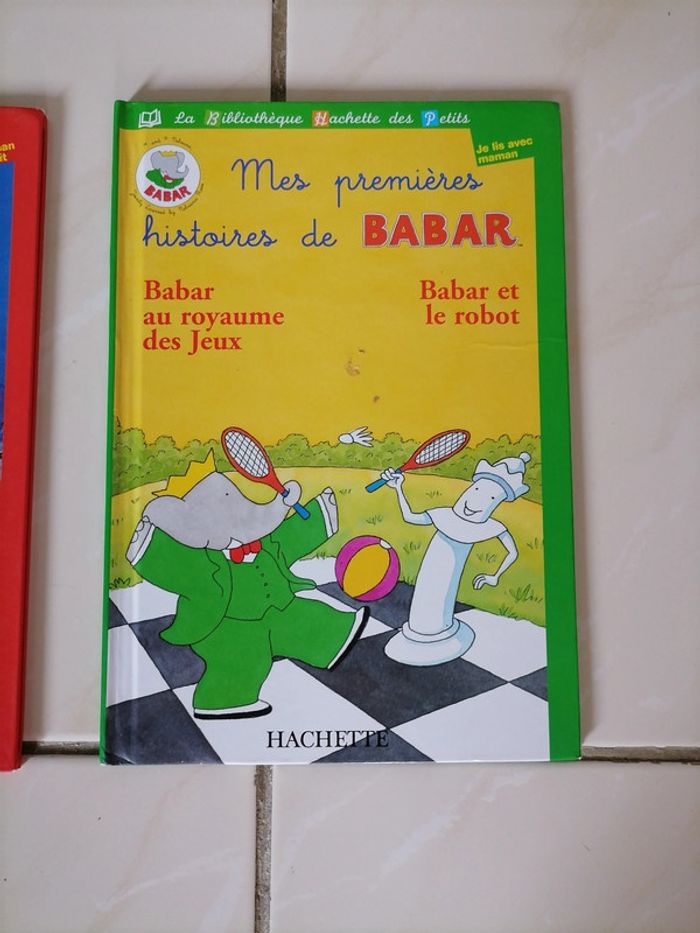 La Bibliothèque Hachette des Petits
Je lis avec
maman
BABAR
Mes premières
histoires de BABAR™
Babar
au royaume
des Jeux
Babar et
le robot
HACHETTE